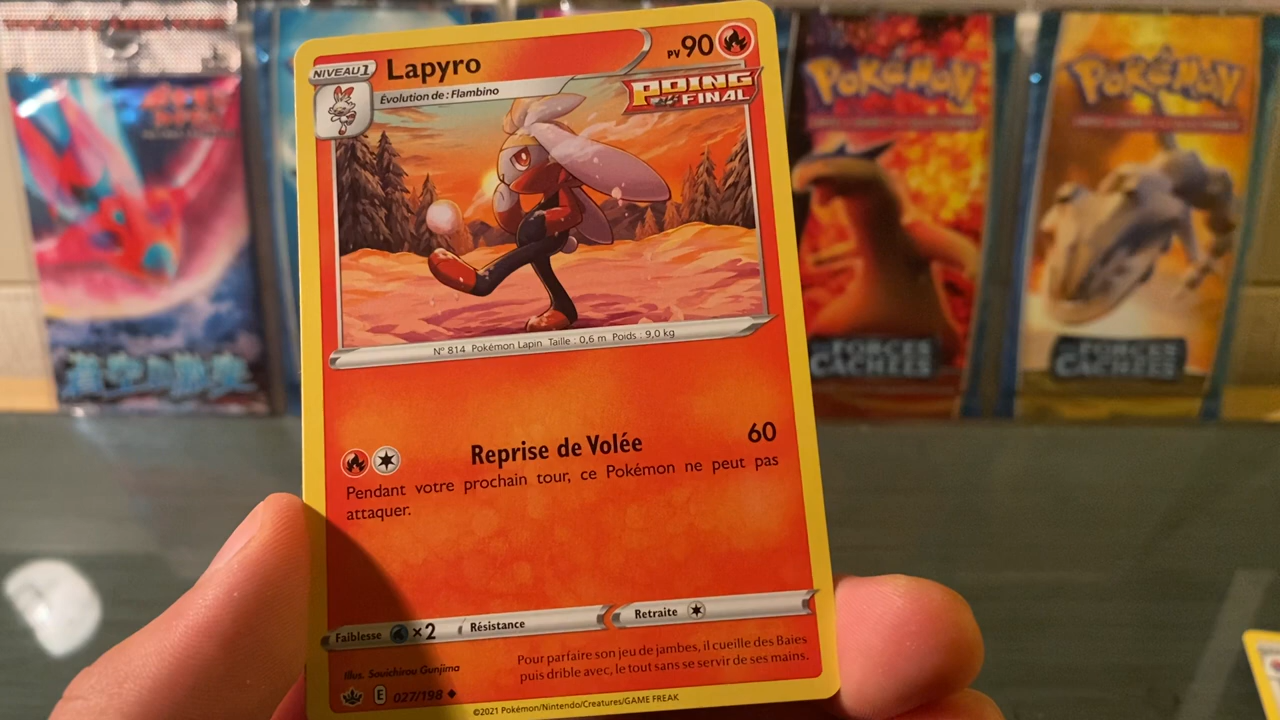 NIVEAU 1
Lapyro
PV 90
Évolution de : Flambino
POING
FINAL
N° 814 Pokémon Lapin Taille : 0,6 m Poids : 9,0 kg
Reprise de Volée 60
Pendant votre prochain tour, ce Pokémon ne peut pas
attaquer.
Faiblesse ×2 Résistance Retraite
Illus. Souichirou Gunjima
Pour parfaire son jeu de jambes, il cueille des Baies
puis drible avec, le tout sans se servir de ses mains.
E 027/198
©2021 Pokémon/Nintendo/Creatures/GAME FREAK
POKéMON
FORCES
CACHÉES
POKéMON
FORCES
CACHÉES